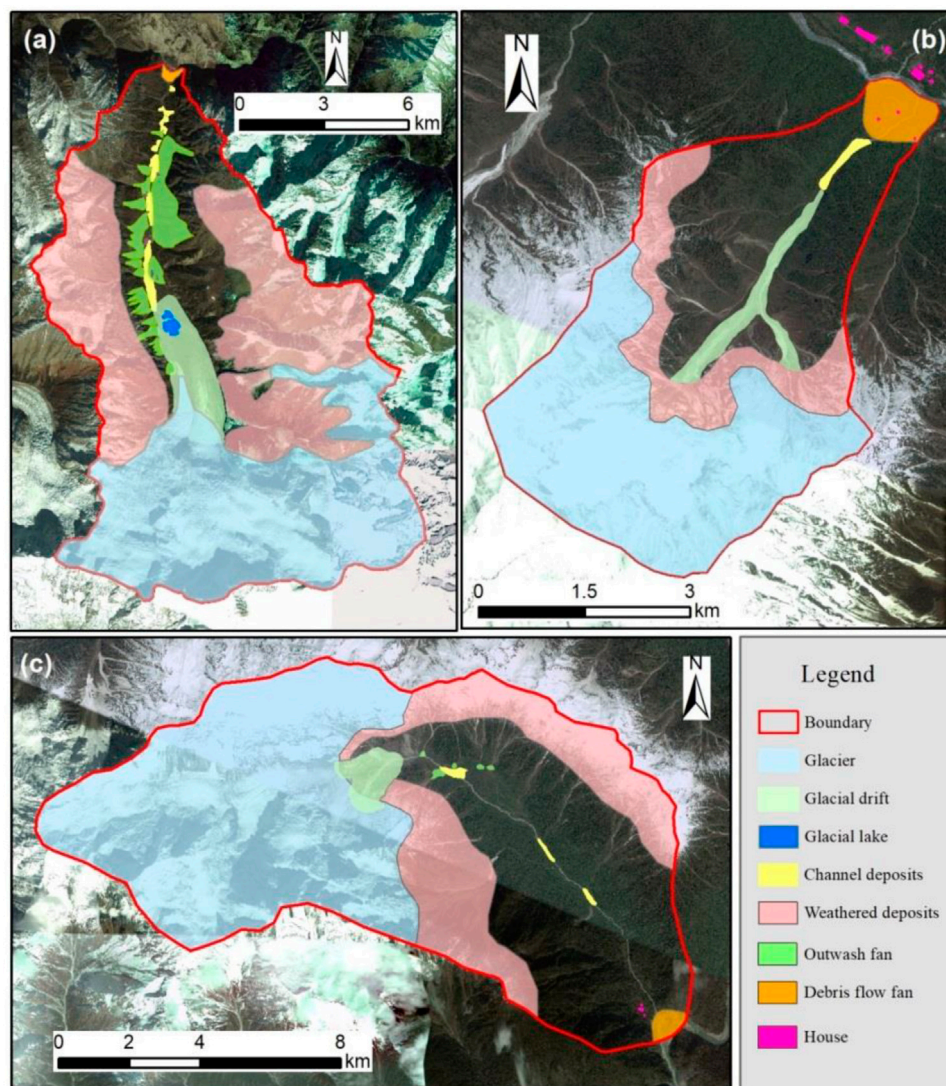 (a)
N
0 3 6
km
(b)
N
0 1.5 3
km
(c)
N
0 2 4 8
km
Legend
Boundary
Glacier
Glacial drift
Glacial lake
Channel deposits
Weathered deposits
Outwash fan
Debris flow fan
House